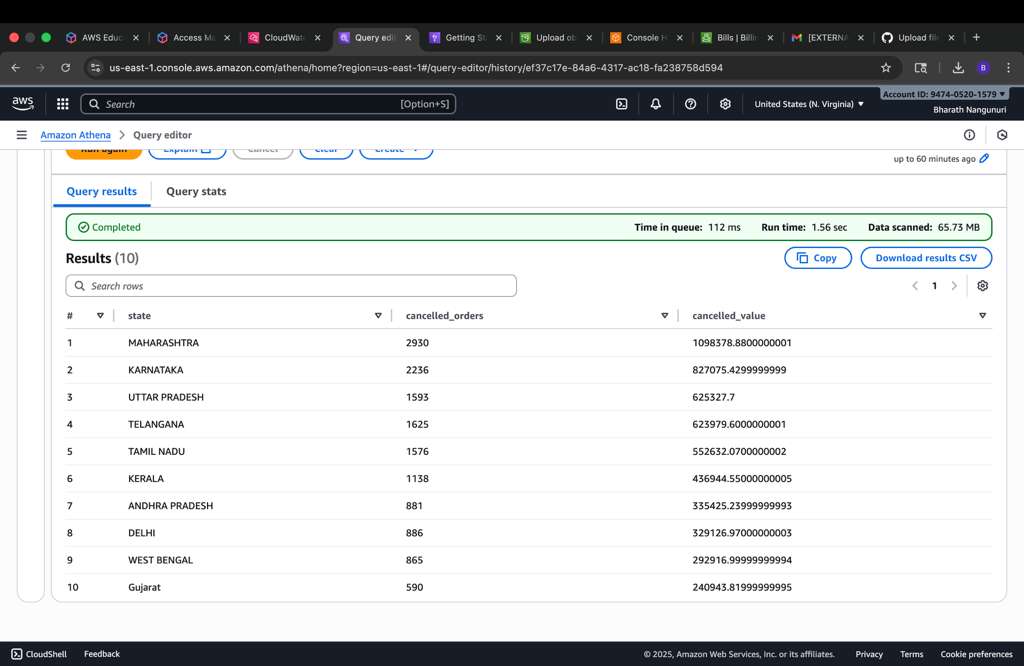 AWS Educ
Access Ma
CloudWat
Query edi
Getting St
Upload ob
Console H
Bills | Billin
[EXTERNA
Upload file
us-east-1.console.aws.amazon.com/athena/home?region=us-east-1#/query-editor/history/ef37c17e-84a6-4317-ac18-fa238758d594
B
aws
Search
[Option+S]
United States (N. Virginia)
Account ID: 9474-0520-1579
Bharath Nangunuri
Amazon Athena
Query editor
Run again
Explain
Cancel
Clear
Create
up to 60 minutes ago
Query results
Query stats
Completed
Time in queue: 112 ms
Run time: 1.56 sec
Data scanned: 65.73 MB
Results (10)
Copy
Download results CSV
Search rows
1
# state cancelled_orders cancelled_value
1 MAHARASHTRA 2930 1098378.8800000001
2 KARNATAKA 2236 827075.4299999999
3 UTTAR PRADESH 1593 625327.7
4 TELANGANA 1625 623979.6000000001
5 TAMIL NADU 1576 552632.0700000002
6 KERALA 1138 436944.55000000005
7 ANDHRA PRADESH 881 335425.23999999993
8 DELHI 886 329126.97000000003
9 WEST BENGAL 865 292916.99999999994
10 Gujarat 590 240943.81999999995
CloudShell
Feedback
© 2025, Amazon Web Services, Inc. or its affiliates.
Privacy
Terms
Cookie preferences